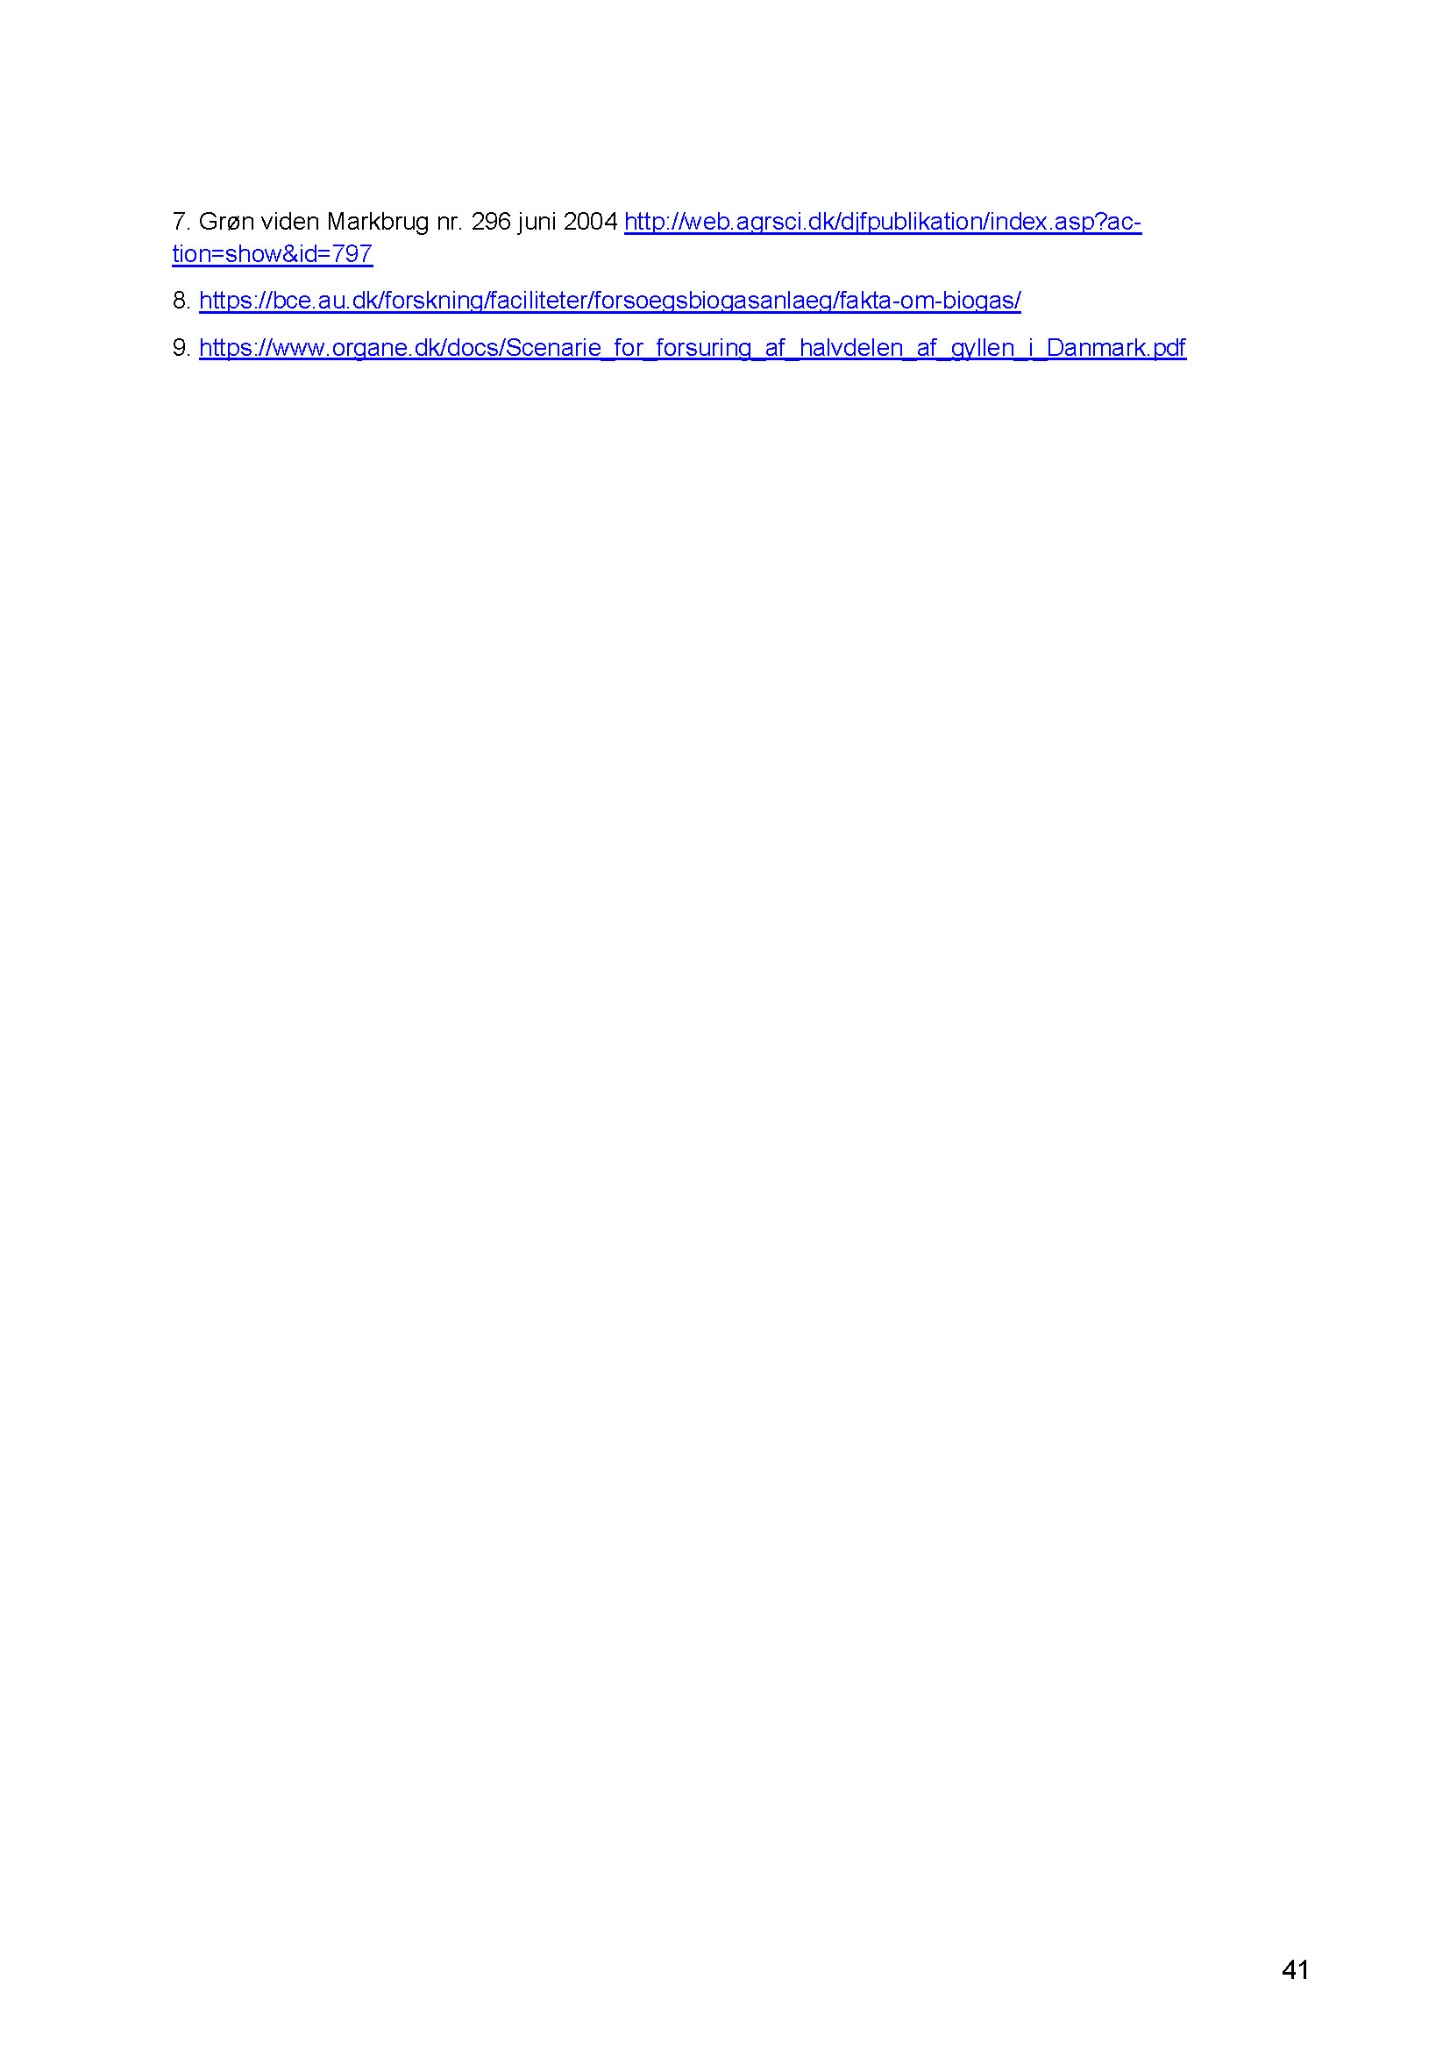 7. Grøn viden Markbrug nr. 296 juni 2004 http://web.agrsci.dk/djfpublikation/index.asp?ac-
tion=show&id=797
8. https://bce.au.dk/forskning/faciliteter/forsoegsbiogasanlaeg/fakta-om-biogas/
9. https://www.organe.dk/docs/Scenarie_for_forsuring_af_halvdelen_af_gyllen_i_Danmark.pdf
41